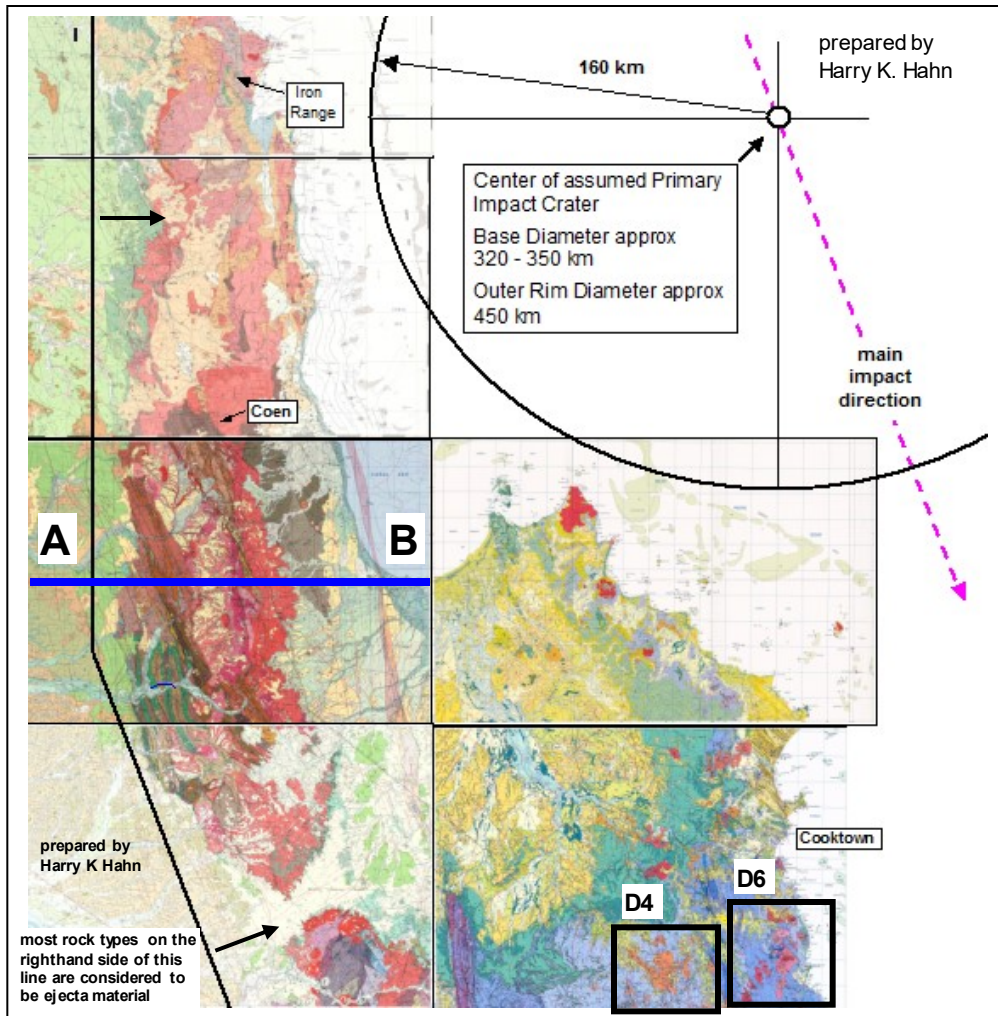 prepared by
Harry K. Hahn
160 km
Iron
Range
Center of assumed Primary
Impact Crater
Base Diameter approx
320 - 350 km
Outer Rim Diameter approx
450 km
main
impact
direction
Coen
A
B
Cooktown
prepared by
Harry K Hahn
D4
D6
most rock types on the
righthand side of this
line are considered to
be ejecta material